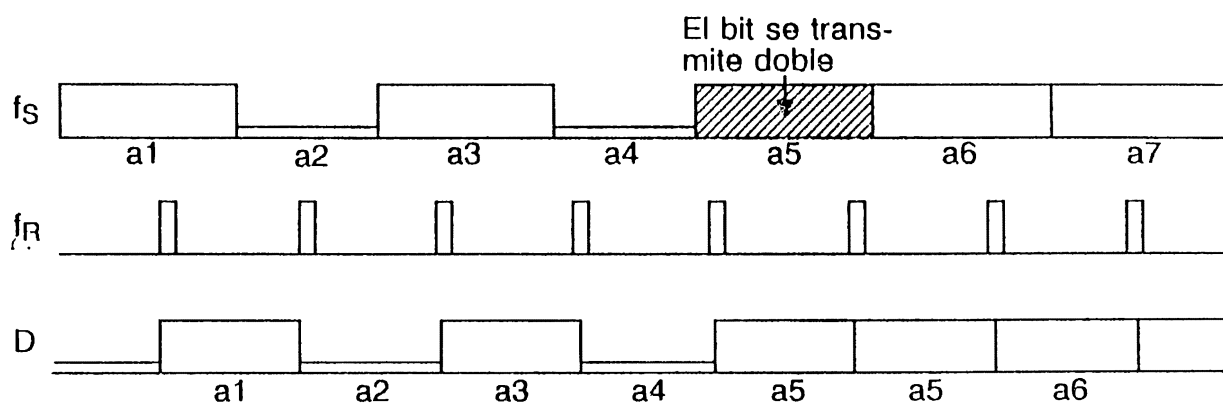 El bit se trans-
mite doble
fS
a1 a2 a3 a4 a5 a6 a7
fR
D
a1 a2 a3 a4 a5 a5 a6